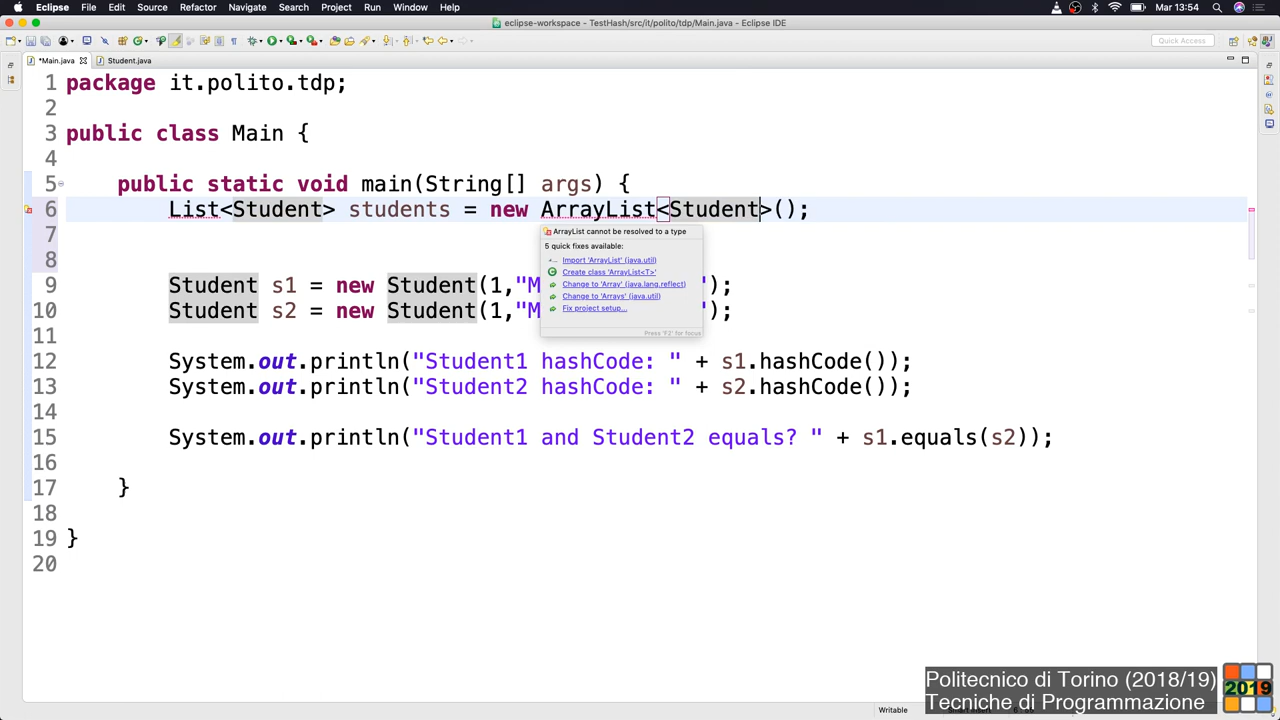 Eclipse File Edit Source Refactor Navigate Search Project Run Window Help Mar 13:54
eclipse-workspace - TestHash/src/it/polito/tdp/Main.java - Eclipse IDE
Quick Access
*Main.java Student.java
1 package it.polito.tdp;
2
3 public class Main {
4
5 public static void main(String[] args) {
6 List<Student> students = new ArrayList<Student>();
7
8
ArrayList cannot be resolved to a type
5 quick fixes available:
Import 'ArrayList' (java.util)
Create class 'ArrayList<T>'
Change to 'Array' (java.lang.reflect)
Change to 'Arrays' (java.util)
Fix project setup...
Press 'F2' for focus
9 Student s1 = new Student(1,"M ");
10 Student s2 = new Student(1,"M ");
11
12 System.out.println("Student1 hashCode: " + s1.hashCode());
13 System.out.println("Student2 hashCode: " + s2.hashCode());
14
15 System.out.println("Student1 and Student2 equals? " + s1.equals(s2));
16
17 }
18
19 }
20
Politecnico di Torino (2018/19)
Tecniche di Programmazione
2019
Writable